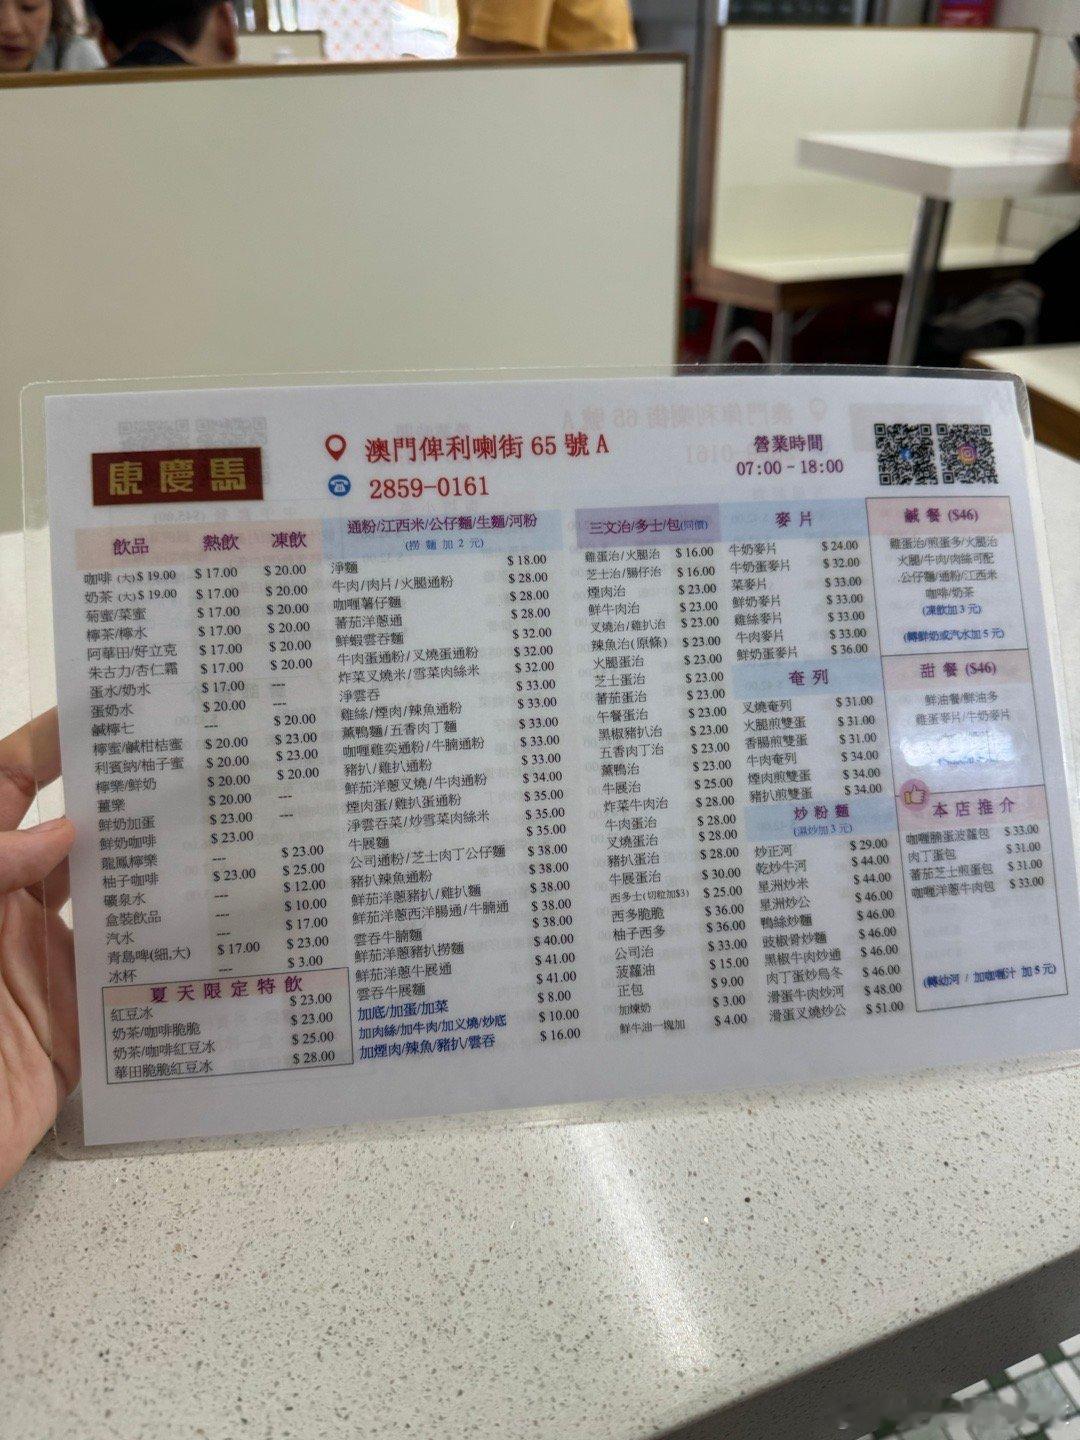 康慶馬
澳門俾利喇街 65 號 A
2859-0161
營業時間
07:00 - 18:00
飲品 熱飲 凍飲
咖啡 (大) $ 19.00 $ 17.00 $ 20.00
奶茶 (大) $ 19.00 $ 17.00 $ 20.00
菊蜜/菜蜜 $ 17.00 $ 20.00
檸茶/檸水 $ 17.00 $ 20.00
阿華田/好立克 $ 17.00 $ 20.00
朱古力/杏仁霜 $ 17.00 $ 20.00
蛋水/奶水 $ 17.00 ---
蛋奶水 $ 20.00 ---
鹹檸七 --- $ 20.00
檸蜜/鹹柑桔蜜 $ 20.00 $ 23.00
利賓納/柚子蜜 $ 20.00 $ 23.00
檸樂/鮮奶 $ 20.00 $ 20.00
薑樂 $ 20.00 ---
鮮奶加蛋 $ 23.00 ---
鮮奶咖啡 $ 23.00
龍鳳檸樂 --- $ 23.00
柚子咖啡 $ 23.00 $ 25.00
礦泉水 --- $ 12.00
盒裝飲品 --- $ 10.00
汽水 --- $ 17.00
青島啤(細,大) $ 17.00 $ 23.00
冰杯 --- $ 3.00
夏天限定特飲
紅豆冰 $ 23.00
奶茶/咖啡脆脆 $ 23.00
奶茶/咖啡紅豆冰 $ 25.00
華田脆脆紅豆冰 $ 28.00
通粉/江西米/公仔麵/生麵/河粉
(撈麵加 2 元)
淨麵 $ 18.00
牛肉/肉片/火腿通粉 $ 28.00
咖喱薯仔麵 $ 28.00
蕃茄洋蔥通 $ 28.00
鮮蝦雲吞麵 $ 32.00
牛肉蛋通粉/叉燒蛋通粉 $ 32.00
炸菜叉燒米/雪菜肉絲米 $ 32.00
淨雲吞 $ 33.00
雞絲/煙肉/辣魚通粉 $ 33.00
薰鴨麵/五香肉丁麵 $ 33.00
咖喱雞奕通粉/牛腩通粉 $ 33.00
豬扒/雞扒通粉 $ 33.00
鮮茄洋蔥叉燒/牛肉通粉 $ 34.00
煙肉蛋/雞扒蛋通粉 $ 35.00
淨雲吞菜/炒雪菜肉絲米 $ 35.00
牛展麵 $ 35.00
公司通粉/芝士肉丁公仔麵 $ 38.00
豬扒辣魚通粉 $ 38.00
鮮茄洋蔥豬扒/雞扒麵 $ 38.00
鮮茄洋蔥西洋腸通/牛腩通 $ 38.00
雲吞牛腩麵 $ 38.00
鮮茄洋蔥豬扒撈麵 $ 40.00
鮮茄洋蔥牛展通 $ 41.00
雲吞牛展麵 $ 41.00
加底/加蛋/加菜 $ 8.00
加肉絲/加牛肉/加义燒/炒底 $ 10.00
加煙肉/辣魚/豬扒/雲吞 $ 16.00
三文治/多士/包(同價)
雞蛋治/火腿治 $ 16.00
芝士治/腸仔治 $ 16.00
煙肉治 $ 23.00
鮮牛肉治 $ 23.00
叉燒治/雞扒治 $ 23.00
辣魚治(原條) $ 23.00
火腿蛋治 $ 23.00
芝士蛋治 $ 23.00
蕃茄蛋治 $ 23.00
午餐蛋治 $ 23.00
黑椒豬扒治 $ 23.00
五香肉丁治 $ 23.00
薰鴨治 $ 23.00
牛展治 $ 25.00
炸菜牛肉治 $ 28.00
牛肉蛋治 $ 28.00
叉燒蛋治 $ 28.00
豬扒蛋治 $ 28.00
牛展蛋治 $ 30.00
西多士(切粒加$3) $ 25.00
西多脆脆 $ 36.00
柚子西多 $ 36.00
公司治 $ 33.00
菠蘿油 $ 15.00
正包 $ 9.00
加煉奶 $ 3.00
鮮牛油一塊加 $ 4.00
麥片
牛奶麥片 $ 24.00
牛奶蛋麥片 $ 32.00
菜麥片 $ 33.00
鮮奶麥片 $ 33.00
雞絲麥片 $ 33.00
牛肉麥片 $ 33.00
鮮奶蛋麥片 $ 36.00
奄列
叉燒奄列 $ 31.00
火腿煎雙蛋 $ 31.00
香腸煎雙蛋 $ 31.00
牛肉奄列 $ 34.00
煙肉煎雙蛋 $ 34.00
豬扒煎雙蛋 $ 34.00
炒粉麵
(濕炒加 3 元)
炒正河 $ 29.00
乾炒牛河 $ 44.00
星洲炒米 $ 44.00
星洲炒公 $ 46.00
鴨絲炒麵 $ 46.00
豉椒骨炒麵 $ 46.00
黑椒牛肉炒通 $ 46.00
肉丁蛋炒烏冬 $ 46.00
滑蛋牛肉炒河 $ 48.00
滑蛋叉燒炒公 $ 51.00
鹹餐 ($46)
雞蛋治/煎蛋多/火腿治
火腿/牛肉/肉絲可配
公仔麵/通粉/江西米
咖啡/奶茶
(凍飲加 3 元)
(轉鮮奶或汽水加 5 元)
甜餐 ($46)
鮮油餐/鮮油多
雞蛋麥片/牛奶麥片
本店推介
咖喱腩蛋菠蘿包 $ 33.00
肉丁蛋包 $ 31.00
蕃茄芝士煎蛋包 $ 31.00
咖喱洋蔥牛肉包 $ 33.00
(轉幼河 / 加咖喱汁 加 5 元)